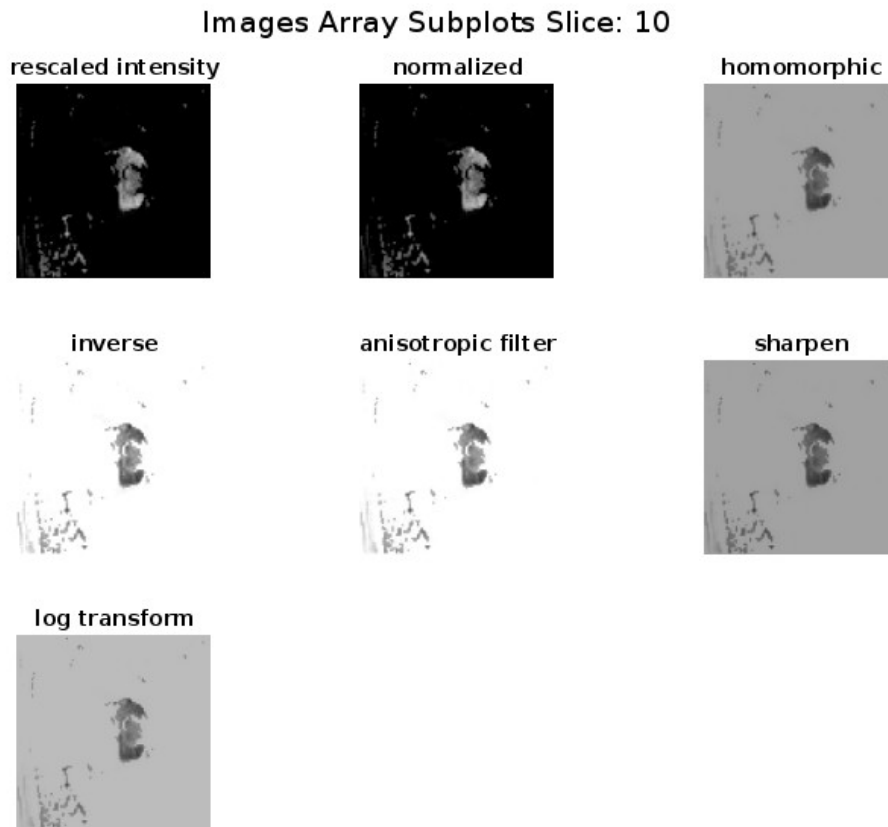 Images Array Subplots Slice: 10
rescaled intensity
normalized
homomorphic
inverse
anisotropic filter
sharpen
log transform